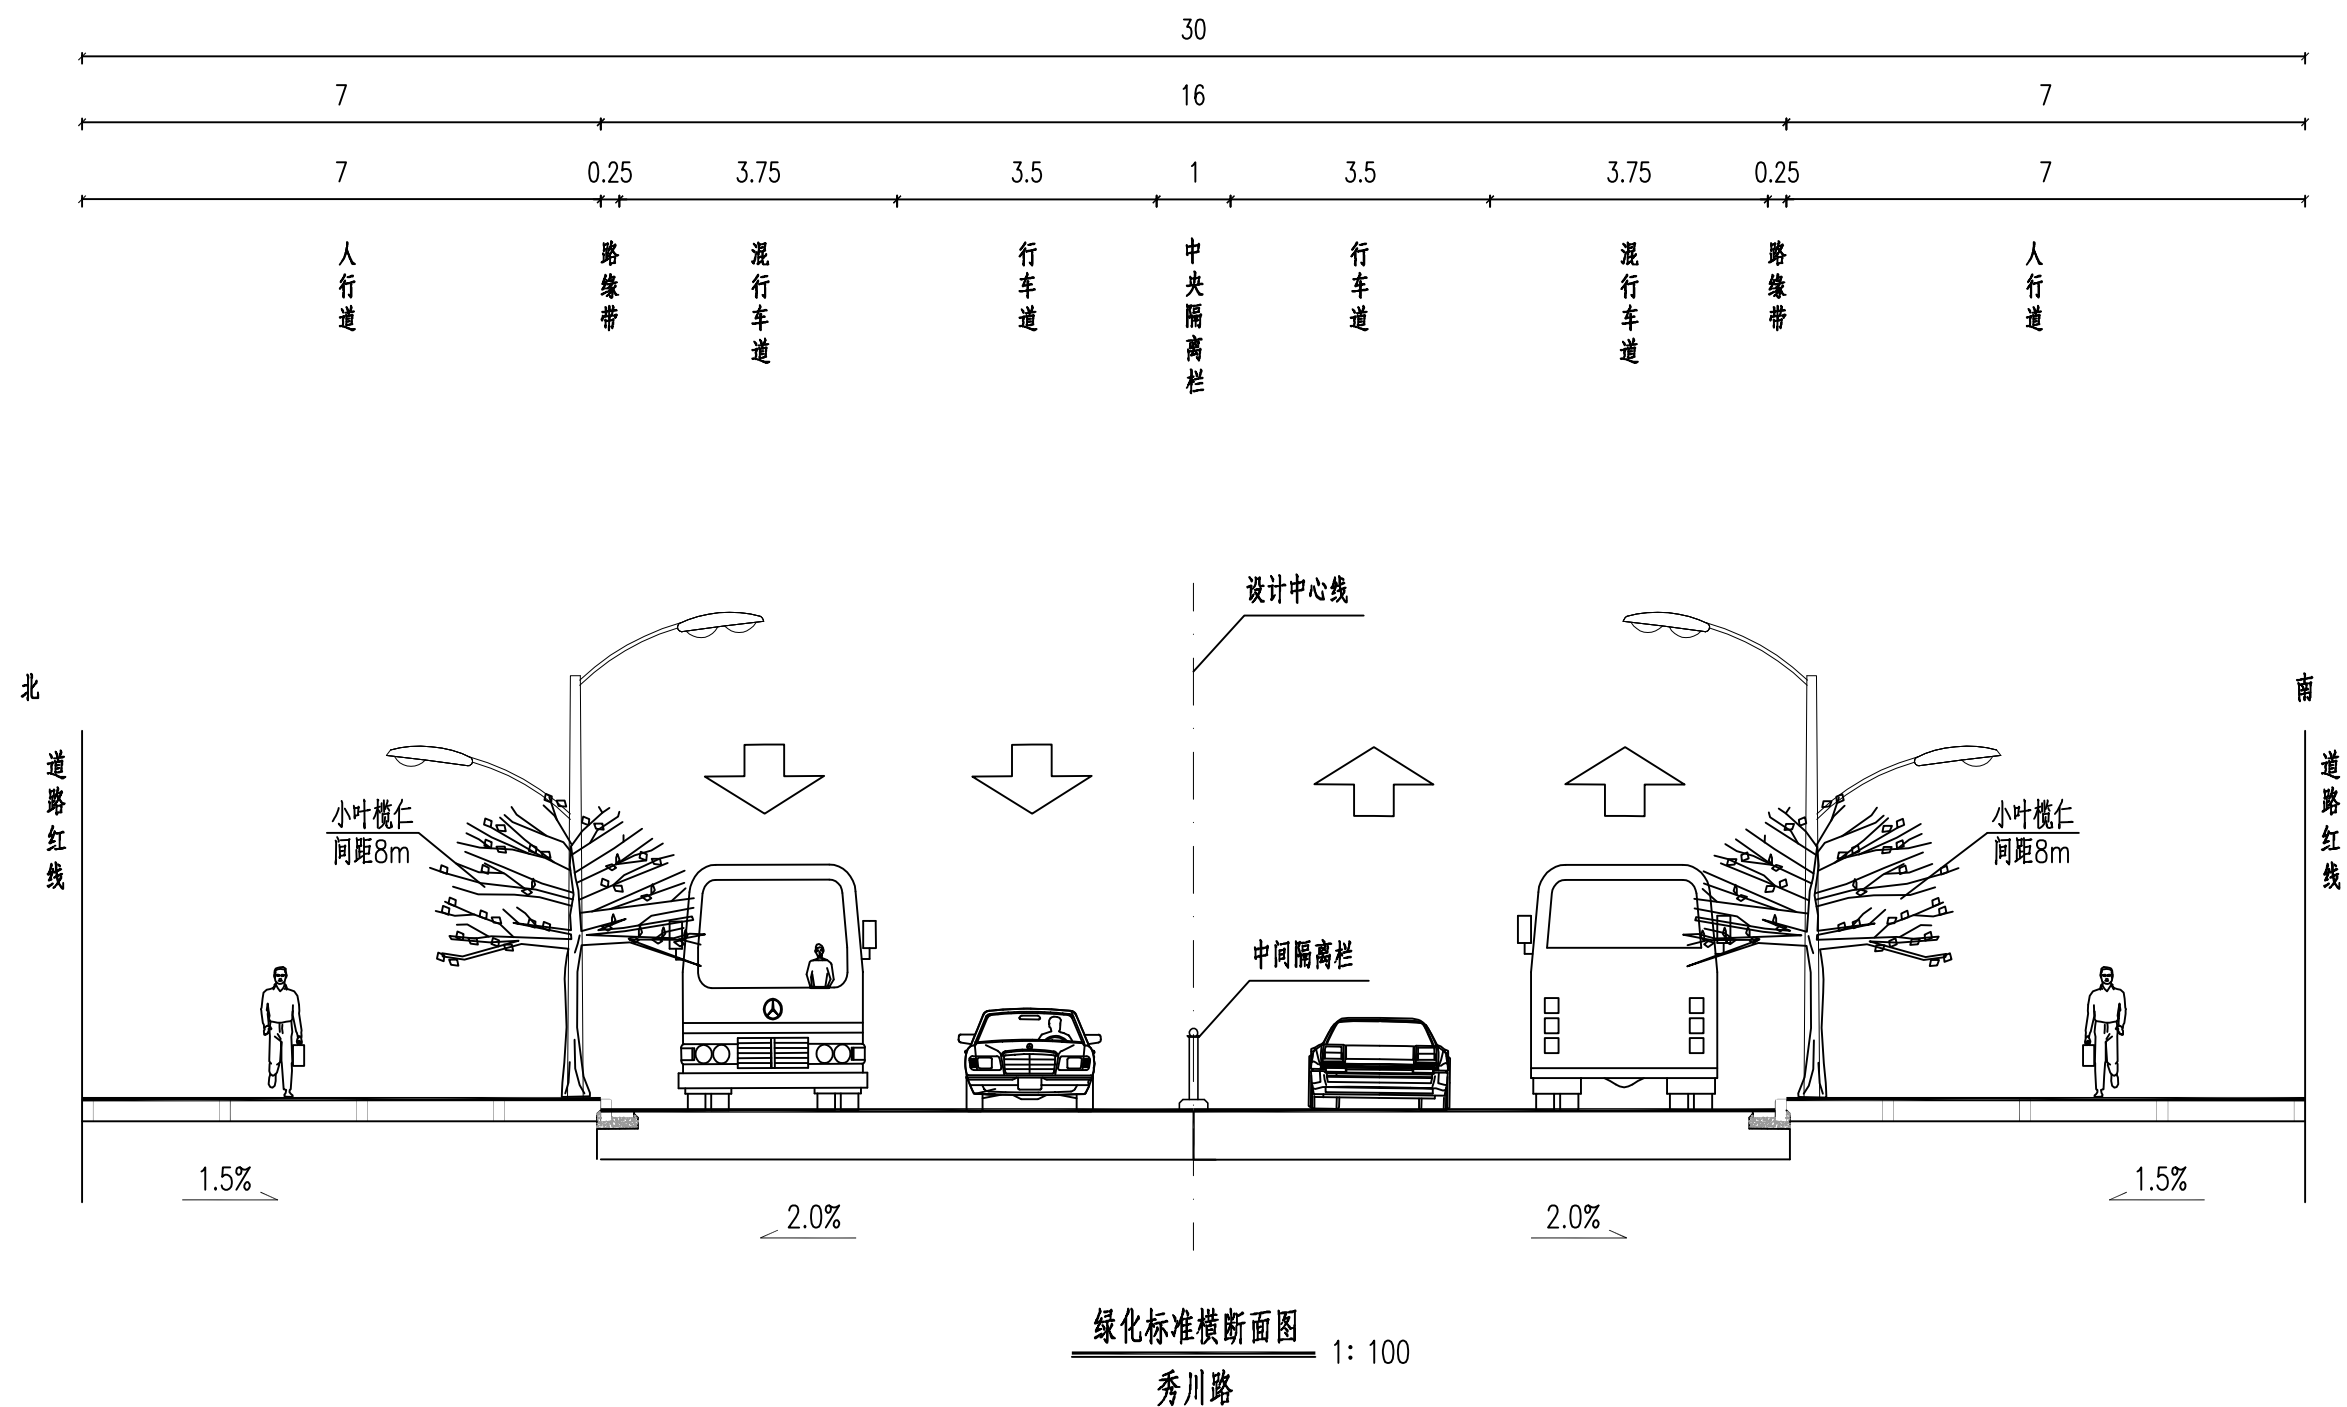 30
7 16 7
7 0.25 3.75 3.5 1 3.5 3.75 0.25 7
人行道
路缘带
混行车道
行车道
中央隔离栏
行车道
混行车道
路缘带
人行道
设计中心线
北
南
道路红线
道路红线
小叶榄仁
间距8m
小叶榄仁
间距8m
中间隔离栏
1.5%
1.5%
2.0%
2.0%
绿化标准横断面图
1: 100
秀川路